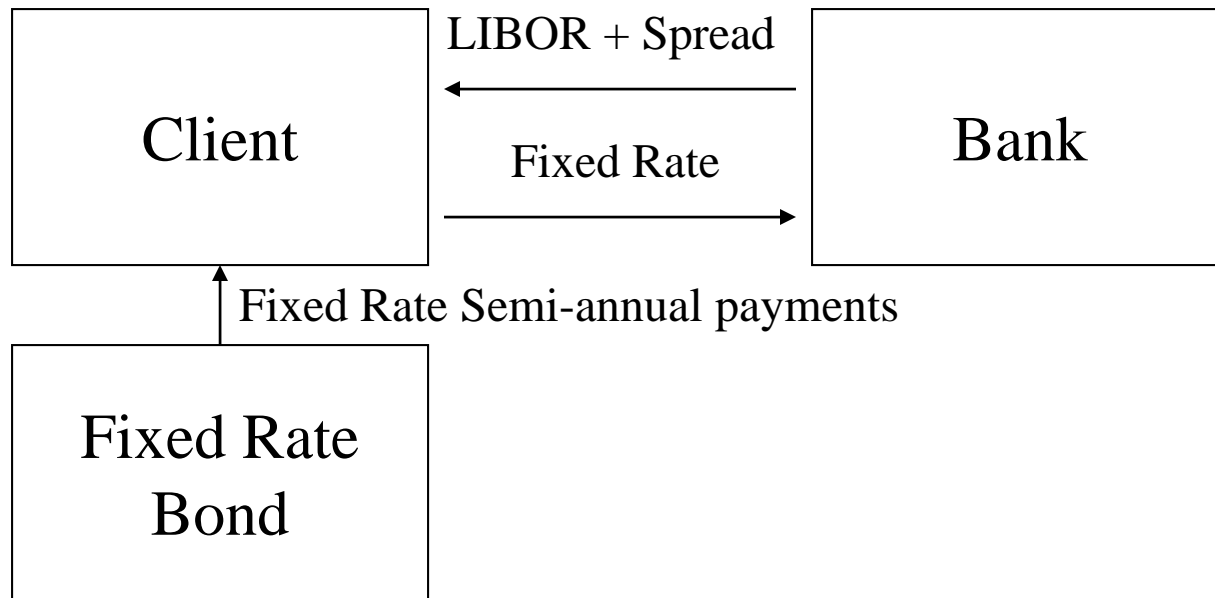 LIBOR + Spread
Client
Bank
Fixed Rate
Fixed Rate Semi-annual payments
Fixed Rate
Bond